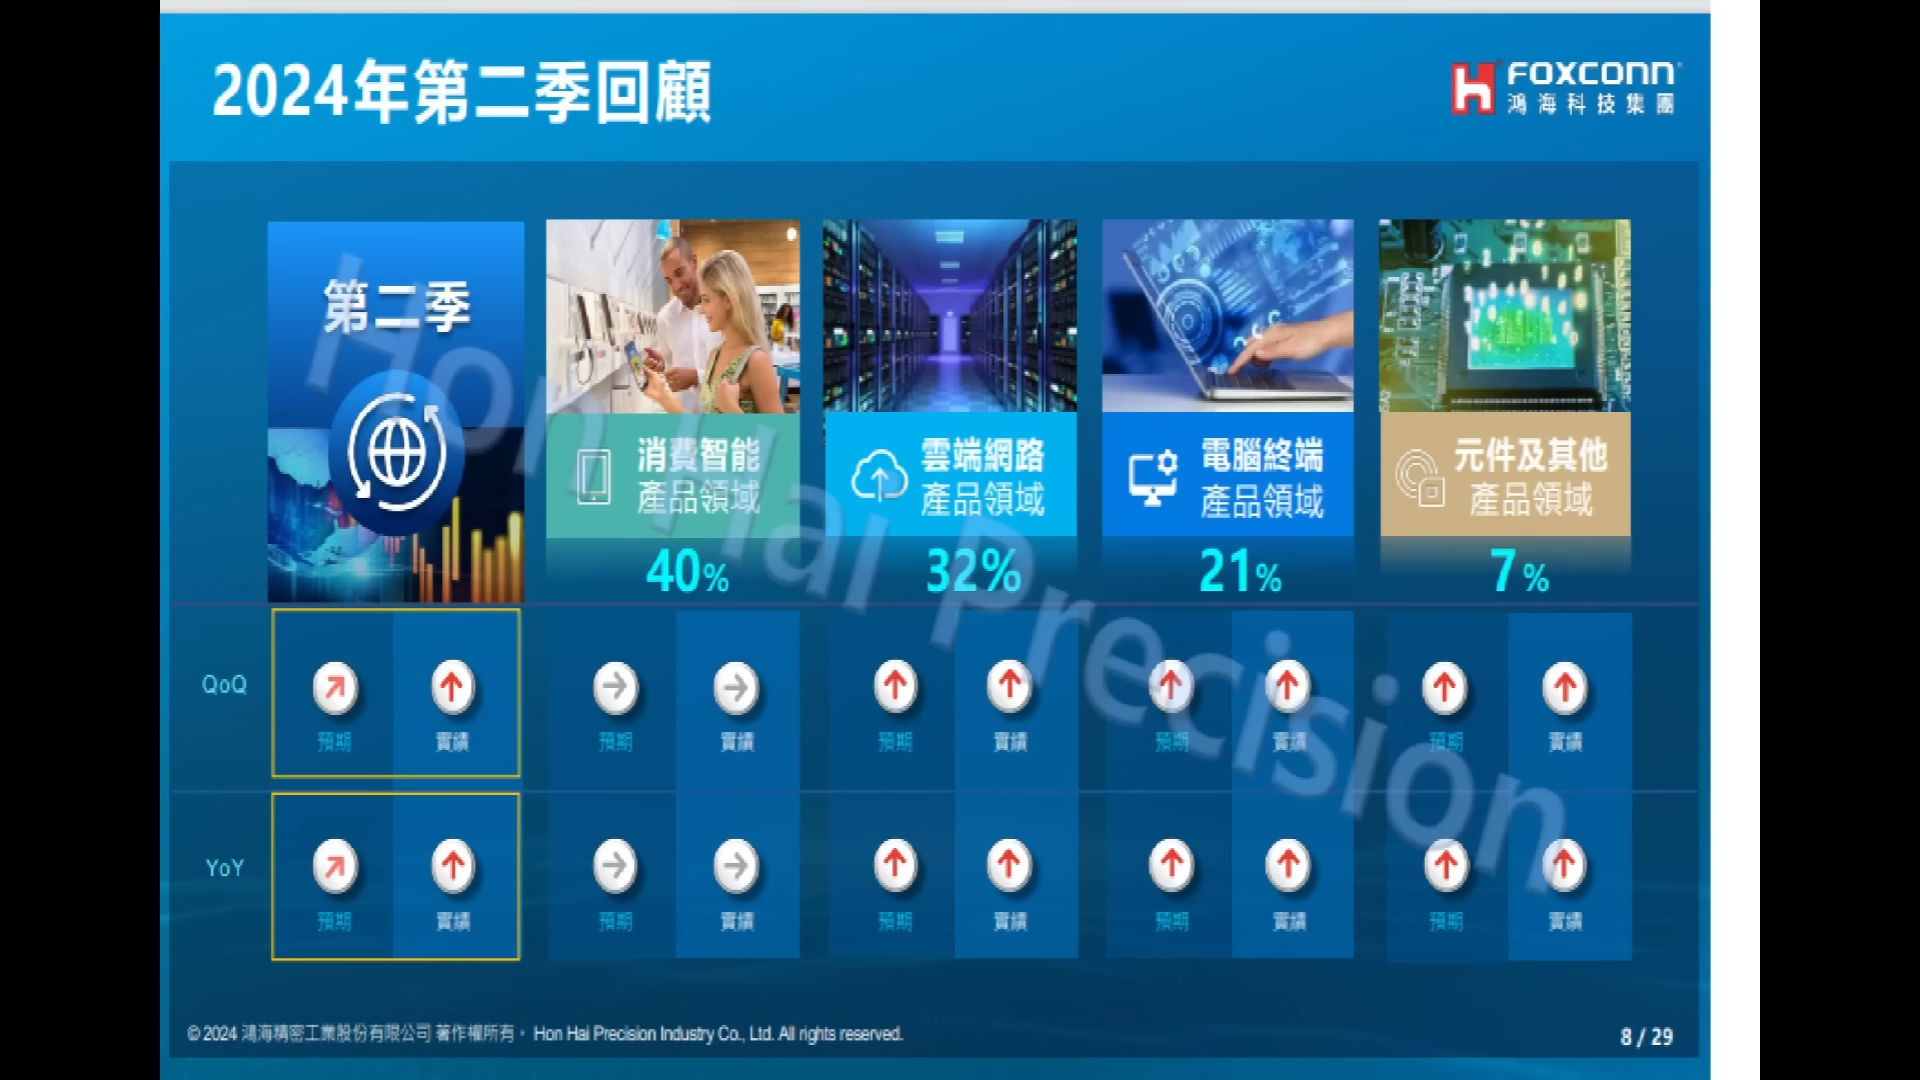 2024年第二季回顧
FOXCONN
鴻海科技集團
第二季
消費智能
產品領域
40%
雲端網路
產品領域
32%
電腦終端
產品領域
21%
元件及其他
產品領域
7%
QoQ
預期 實績 預期 實績 預期 實績 預期 實績 預期 實績
YoY
預期 實績 預期 實績 預期 實績 預期 實績 預期 實績
Hon Hai Precision
© 2024 鴻海精密工業股份有限公司 著作權所有。 Hon Hai Precision Industry Co., Ltd. All rights reserved.
8 / 29